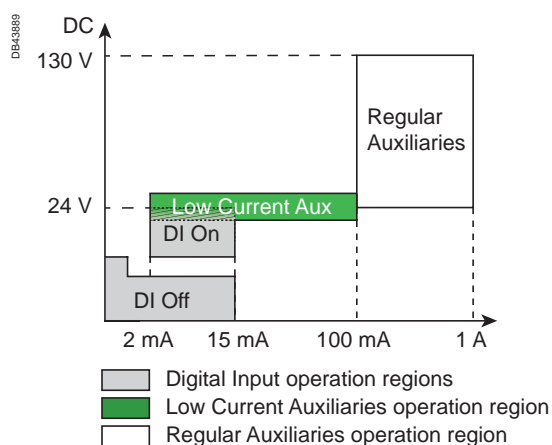 DB43889
DC
130 V
Regular
Auxiliaries
24 V
Low Current Aux
DI On
DI Off
2 mA
15 mA
100 mA
1 A
Digital Input operation regions
Low Current Auxiliaries operation region
Regular Auxiliaries operation region